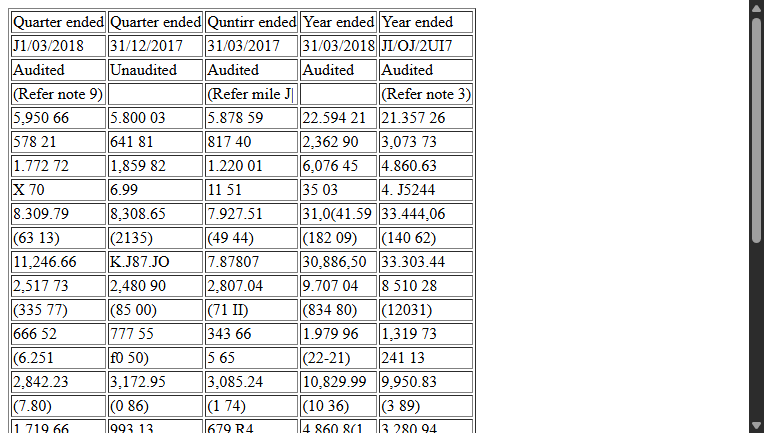 Quarter ended Quarter ended Quntirr ended Year ended Year ended
J1/03/2018 31/12/2017 31/03/2017 31/03/2018 JI/OJ/2UI7
Audited Unaudited Audited Audited Audited
(Refer note 9) (Refer mile J| (Refer note 3)
5,950 66 5.800 03 5.878 59 22.594 21 21.357 26
578 21 641 81 817 40 2,362 90 3,073 73
1.772 72 1,859 82 1.220 01 6,076 45 4.860.63
X 70 6.99 11 51 35 03 4. J5244
8.309.79 8,308.65 7.927.51 31,0(41.59 33.444,06
(63 13) (2135) (49 44) (182 09) (140 62)
11,246.66 K.J87.JO 7.87807 30,886,50 33.303.44
2,517 73 2,480 90 2,807.04 9.707 04 8 510 28
(335 77) (85 00) (71 II) (834 80) (12031)
666 52 777 55 343 66 1.979 96 1,319 73
(6.251 f0 50) 5 65 (22-21) 241 13
2,842.23 3,172.95 3,085.24 10,829.99 9,950.83
(7.80) (0 86) (1 74) (10 36) (3 89)
1,719.66 993 13 679 R4 4,860.8(1 3,280.94